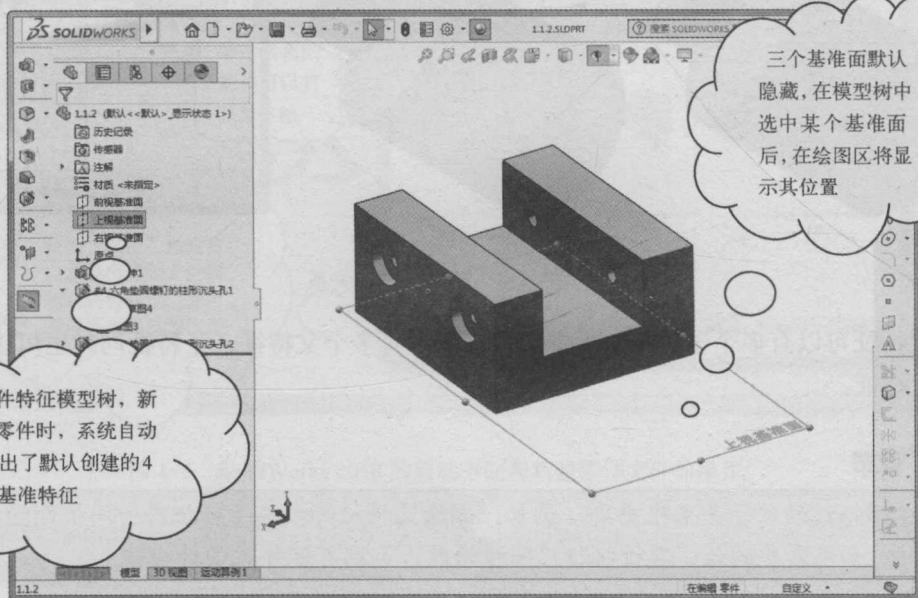 SOLIDWORKS
1.1.2.SLDPRT
搜索 SOLIDWORKS
1.1.2 (默认<<默认>_显示状态 1>)
历史记录
传感器
注解
材质 <未指定>
前视基准面
上视基准面
右视基准面
原点
#4 六角垫圈螺钉的柱形沉头孔1
三个基准面默认
隐藏,在模型树中
选中某个基准面
后,在绘图区将显
示其位置
件特征模型树，新
零件时，系统自动
出了默认创建的4
基准特征
上视基准面
模型
3D 视图
运动算例1
1.1.2
在编辑 零件
自定义